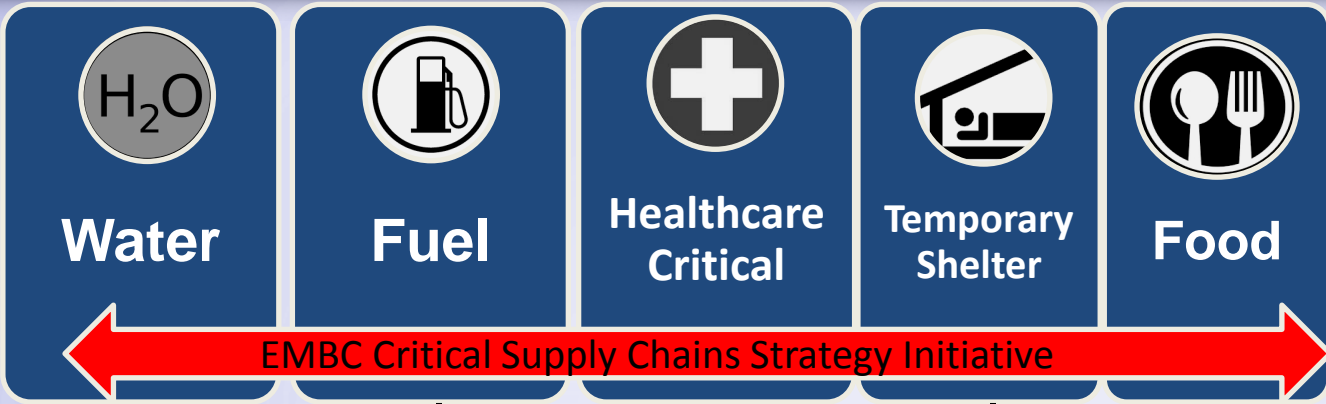 H₂O
Water
Fuel
Healthcare
Critical
Temporary
Shelter
Food
EMBC Critical Supply Chains Strategy Initiative